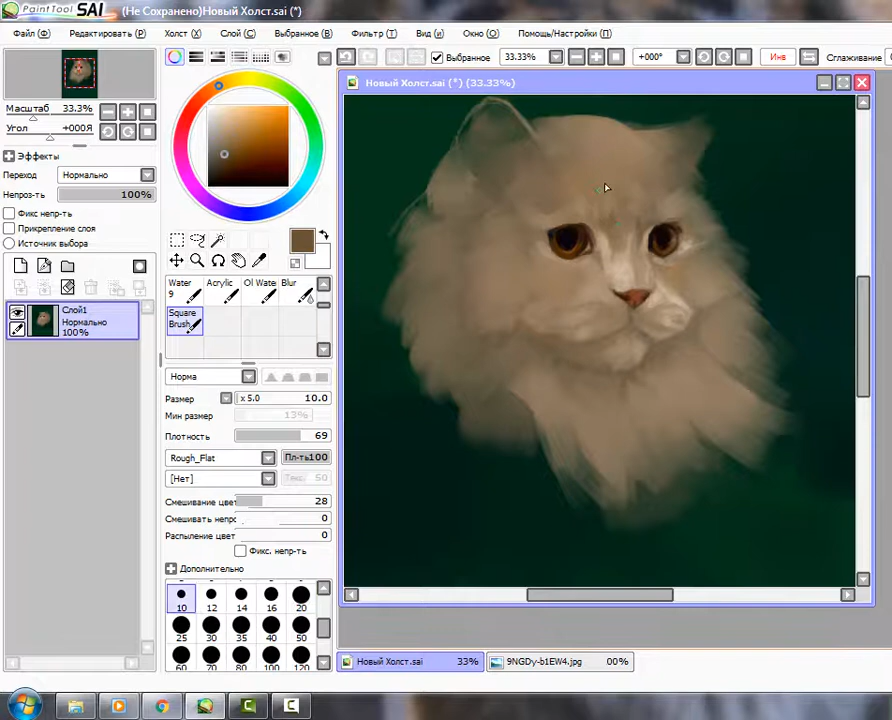 PaintTool SAI (Не Сохранено)Новый Холст.sai (*)
Файл (Ф) Редактировать (Р) Холст (Х) Слой (С) Выбранное (В) Фильтр (Т) Вид (И) Окно (О) Помощь/Настройки (П)
Выбранное 33.33% +000° Инв Сглаживание
Новый Холст.sai (*) (33.33%)
Масштаб 33.3%
Угол +000Я
Эффекты
Переход Нормально
Непроз-ть 100%
Фикс непр-ть
Прикрепление слоя
Источник выбора
Слой1
Нормально
100%
Water 9
Acrylic
Ol Wate
Blur
Square Brush
Норма
Размер x 5.0 10.0
Мин размер 13%
Плотность 69
Rough_Flat Пл-ть100
[Нет] Текс. 50
Смешивание цвет 28
Смешивать непро 0
Распыление цвет 0
Фикс. непр-ть
Дополнительно
10 12 14 16 20
25 30 35 40 50
60 70 80 100 120
Новый Холст.sai 33% 9NGDy-b1EW4.jpg 00%